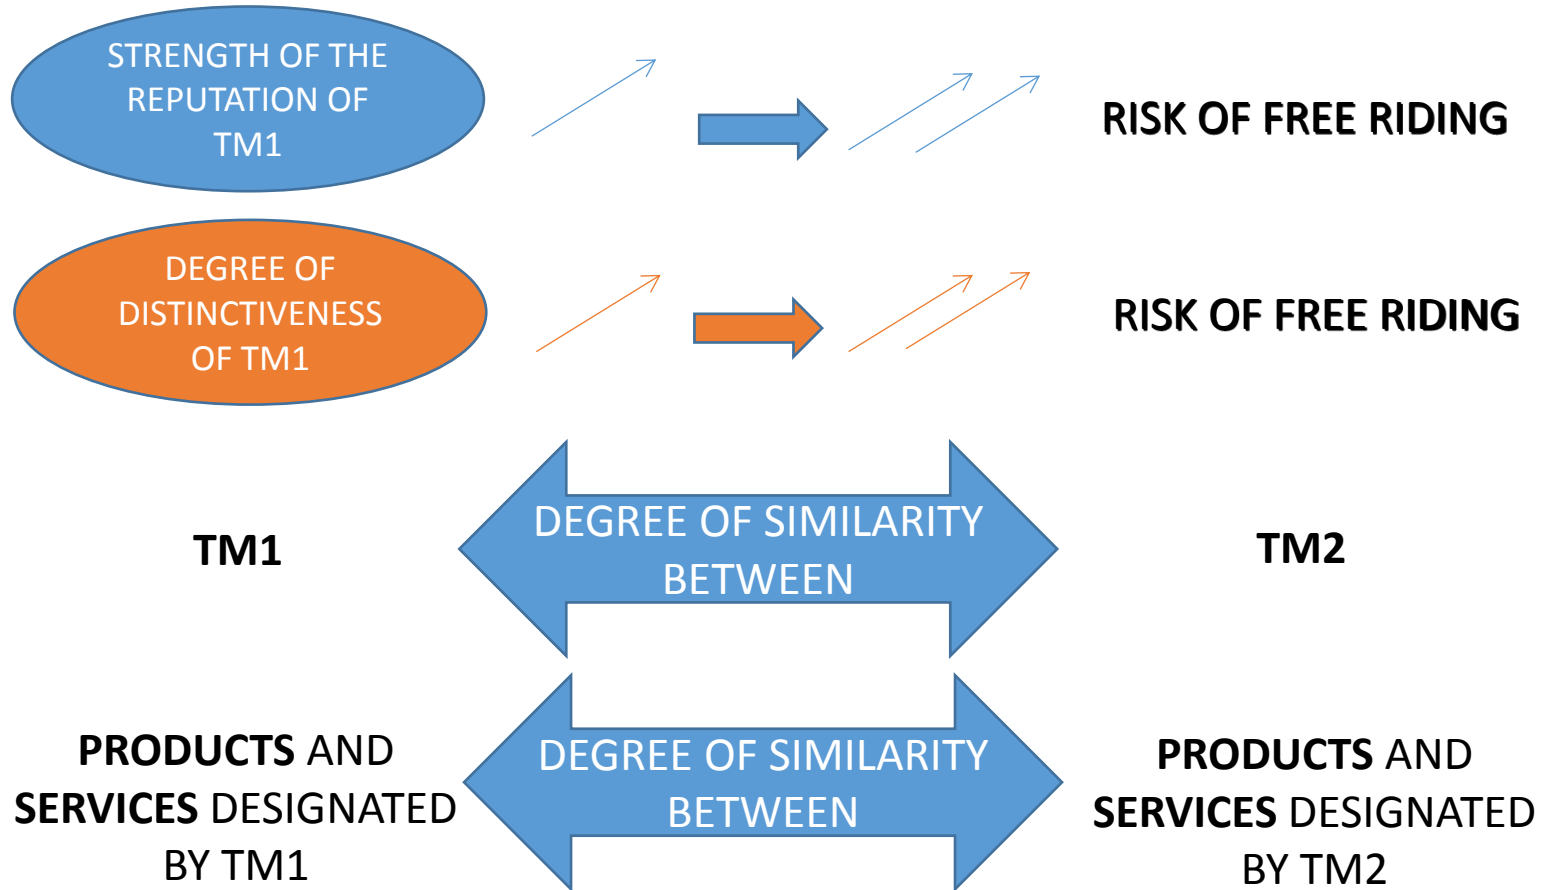 STRENGTH OF THE
REPUTATION OF
TM1
RISK OF FREE RIDING
DEGREE OF
DISTINCTIVENESS
OF TM1
RISK OF FREE RIDING
TM1
DEGREE OF SIMILARITY
BETWEEN
TM2
PRODUCTS AND
SERVICES DESIGNATED
BY TM1
DEGREE OF SIMILARITY
BETWEEN
PRODUCTS AND
SERVICES DESIGNATED
BY TM2